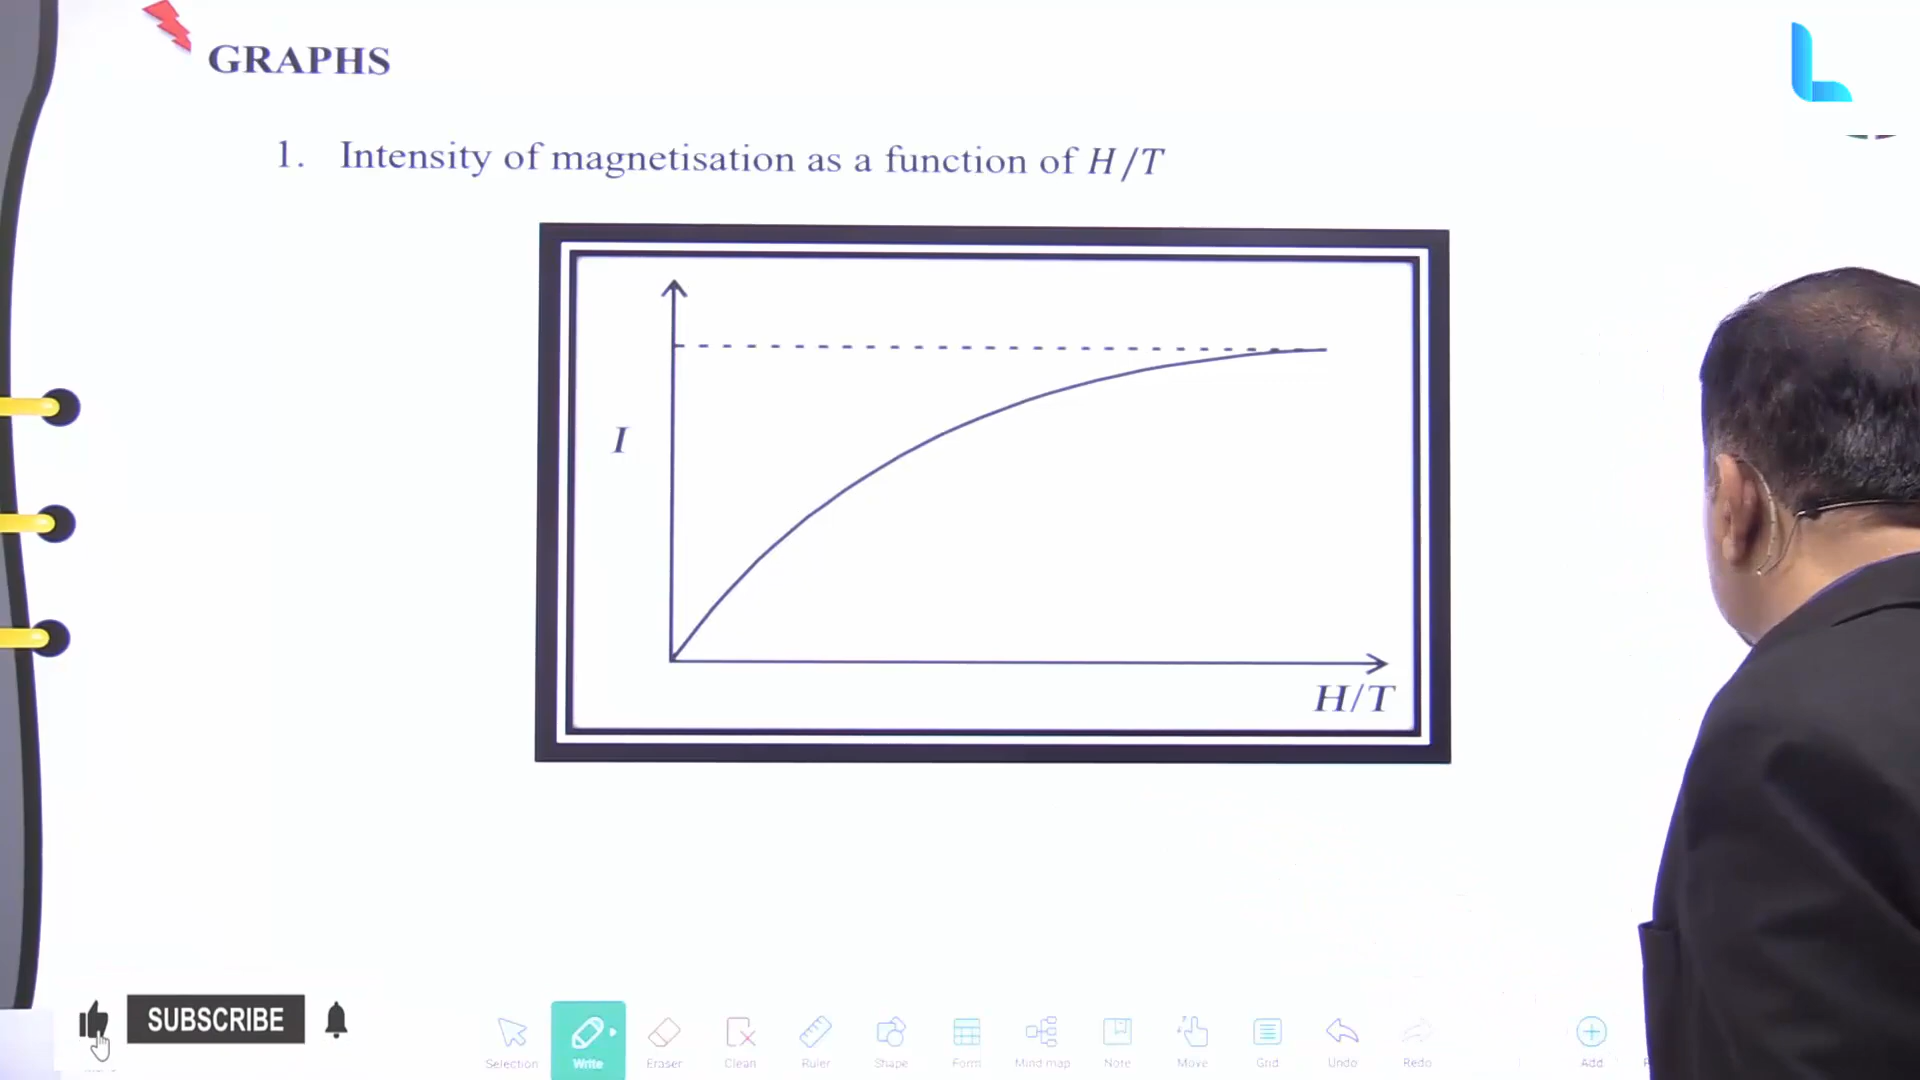 GRAPHS
1. Intensity of magnetisation as a function of H/T
I
H/T
SUBSCRIBE
Selection
Write
Eraser
Clean
Ruler
Shape
Form
Mind map
Note
Move
Grid
Undo
Redo
Add